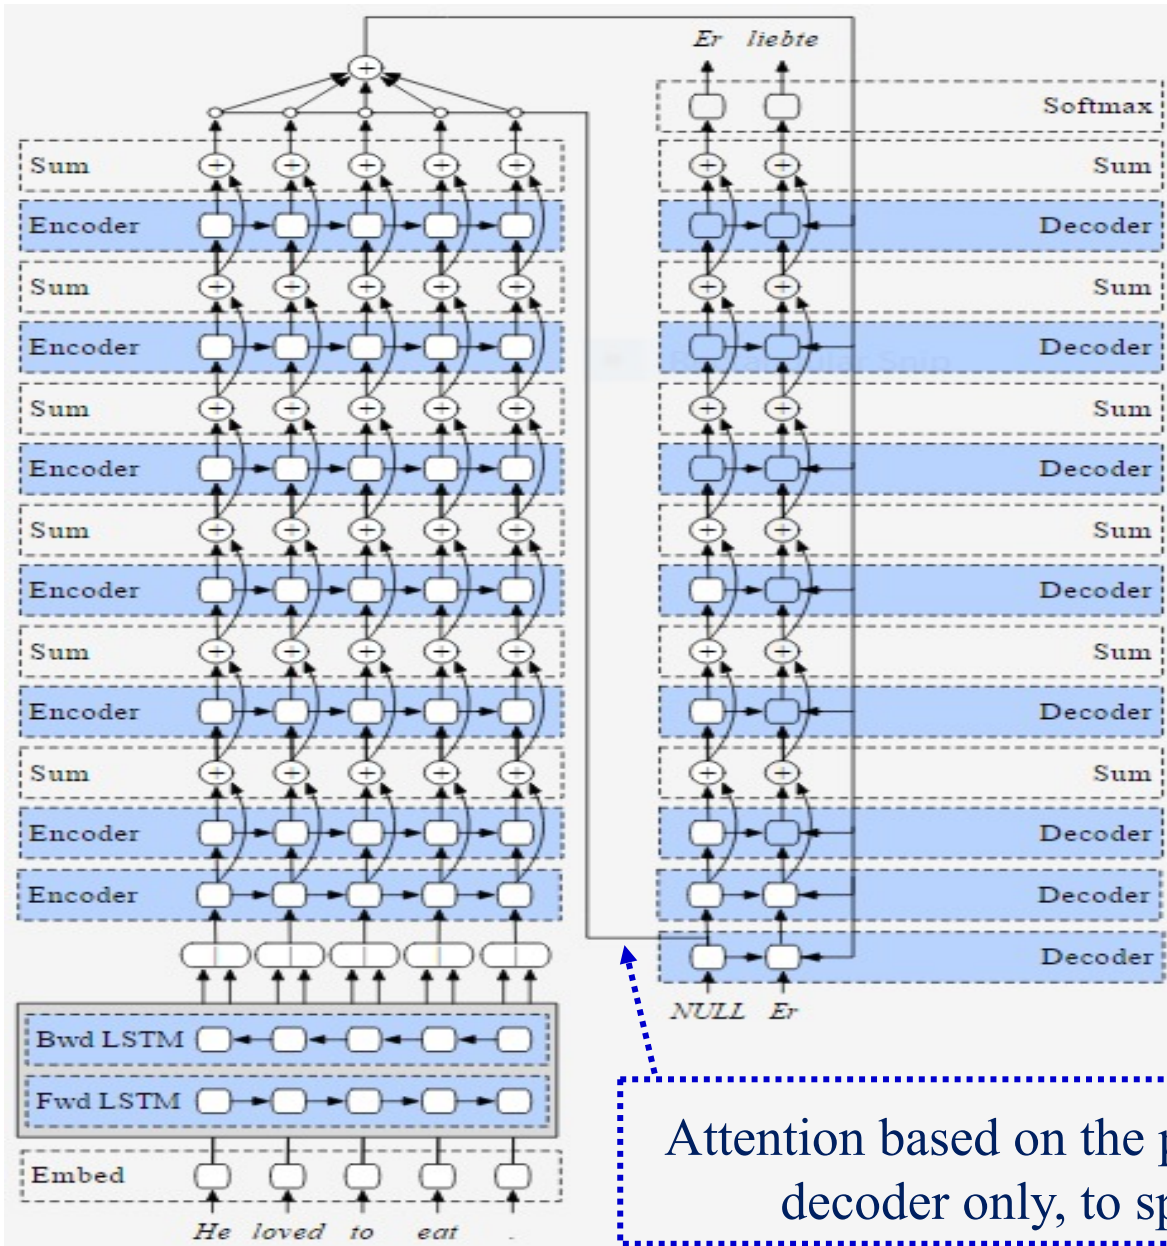 Er liebte
Softmax
Sum
Encoder
Sum
Encoder
Sum
Encoder
Sum
Encoder
Sum
Encoder
Sum
Encoder
Encoder
Sum
Decoder
Sum
Decoder
Sum
Decoder
Sum
Decoder
Sum
Decoder
Sum
Decoder
Decoder
Decoder
NULL Er
Bwd LSTM
Fwd LSTM
Embed
He loved to eat .
Attention based on the
decoder only, to